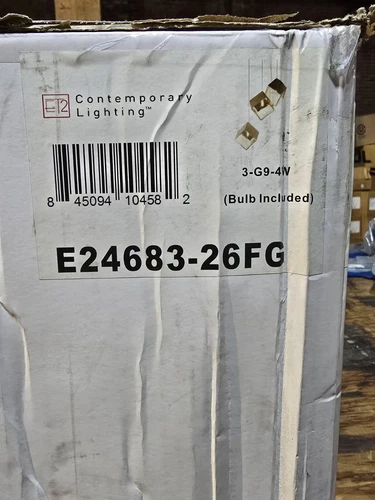 ET2 Contemporary
Lighting™
3-G9-4W
(Bulb Included)
8 45094 10458 2
E24683-26FG